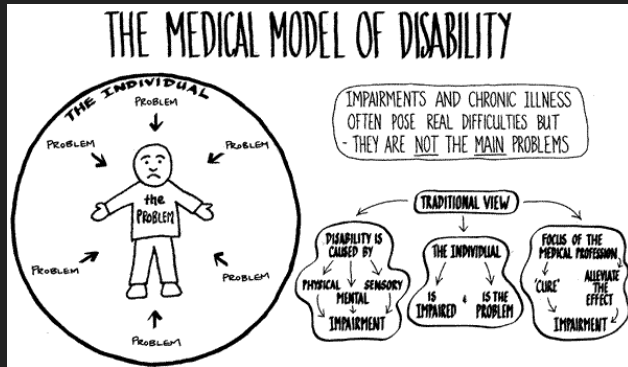 THE MEDICAL MODEL OF DISABILITY
THE INDIVIDUAL
PROBLEM
PROBLEM
PROBLEM
the
PROBLEM
PROBLEM
PROBLEM
PROBLEM
IMPAIRMENTS AND CHRONIC ILLNESS
OFTEN POSE REAL DIFFICULTIES BUT
- THEY ARE NOT THE MAIN PROBLEMS
TRADITIONAL VIEW
DISABILITY IS
CAUSED BY
PHYSICAL
SENSORY
MENTAL
IMPAIRMENT
THE INDIVIDUAL
IS
IMPAIRED
&
IS THE
PROBLEM
FOCUS OF THE
MEDICAL PROFESSION
'CURE'
ALLEVIATE
THE
EFFECT
IMPAIRMENT